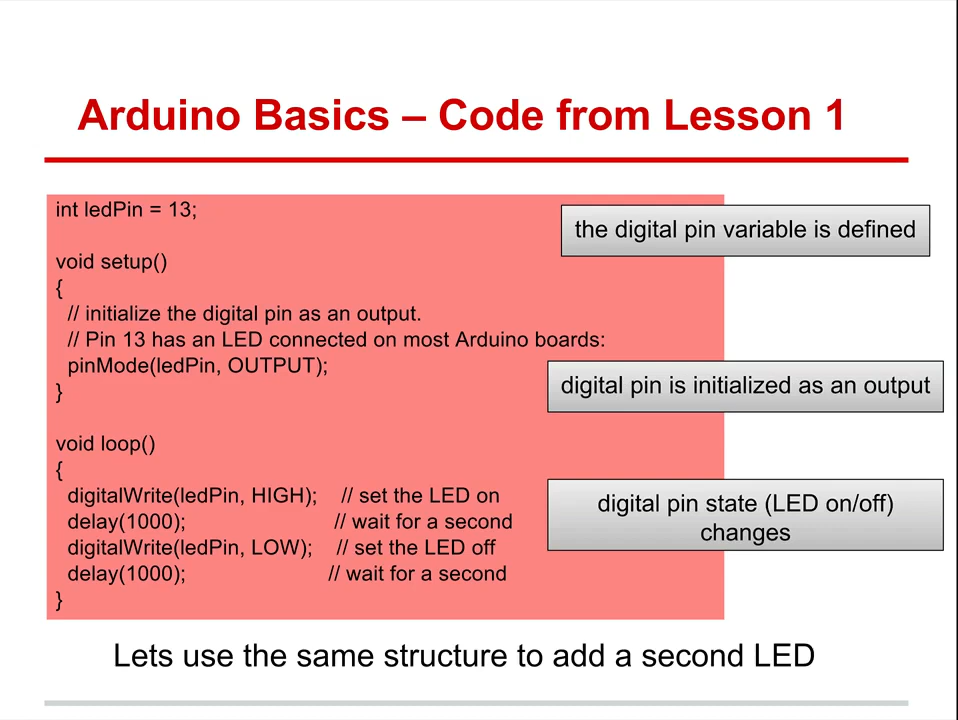 Arduino Basics – Code from Lesson 1
int ledPin = 13;
the digital pin variable is defined
void setup()
{
// initialize the digital pin as an output.
// Pin 13 has an LED connected on most Arduino boards:
pinMode(ledPin, OUTPUT);
}
digital pin is initialized as an output
void loop()
{
digitalWrite(ledPin, HIGH); // set the LED on
delay(1000); // wait for a second
digitalWrite(ledPin, LOW); // set the LED off
delay(1000); // wait for a second
}
digital pin state (LED on/off)
changes
Lets use the same structure to add a second LED